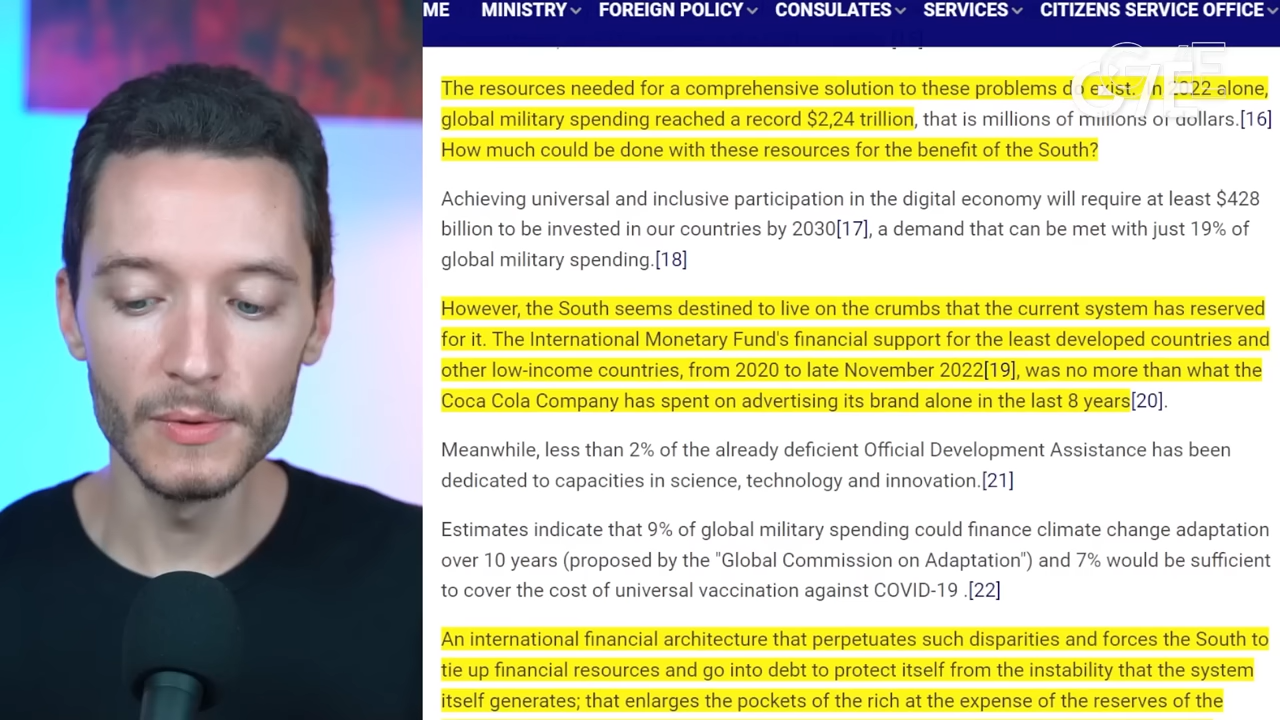 ME MINISTRY FOREIGN POLICY CONSULATES SERVICES CITIZENS SERVICE OFFICE
The resources needed for a comprehensive solution to these problems do exist. In 2022 alone,
global military spending reached a record $2,24 trillion, that is millions of millions of dollars.[16]
How much could be done with these resources for the benefit of the South?
Achieving universal and inclusive participation in the digital economy will require at least $428
billion to be invested in our countries by 2030[17], a demand that can be met with just 19% of
global military spending.[18]
However, the South seems destined to live on the crumbs that the current system has reserved
for it. The International Monetary Fund's financial support for the least developed countries and
other low-income countries, from 2020 to late November 2022[19], was no more than what the
Coca Cola Company has spent on advertising its brand alone in the last 8 years[20].
Meanwhile, less than 2% of the already deficient Official Development Assistance has been
dedicated to capacities in science, technology and innovation.[21]
Estimates indicate that 9% of global military spending could finance climate change adaptation
over 10 years (proposed by the "Global Commission on Adaptation") and 7% would be sufficient
to cover the cost of universal vaccination against COVID-19 .[22]
An international financial architecture that perpetuates such disparities and forces the South to
tie up financial resources and go into debt to protect itself from the instability that the system
itself generates; that enlarges the pockets of the rich at the expense of the reserves of the